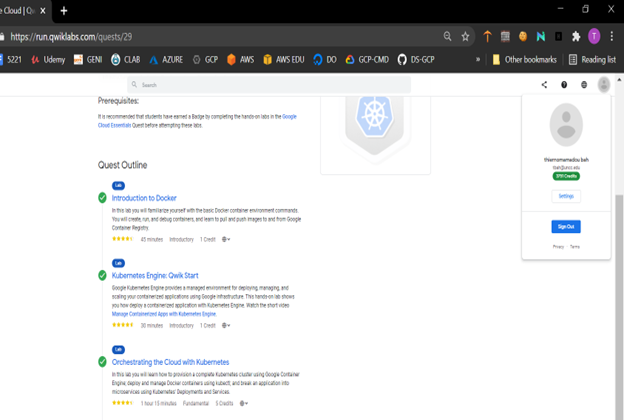 e Cloud | Qw
https://run.qwiklabs.com/quests/29
T
5221 Udemy GENI CLAB AZURE GCP AWS AWS EDU DO GCP-CMD DS-GCP » Other bookmarks Reading list
Search
Prerequisites:
It is recommended that students have earned a Badge by completing the hands-on labs in the Google
Cloud Essentials Quest before attempting these labs.
Quest Outline
Lab
Introduction to Docker
In this lab you will familiarize yourself with the basic Docker container environment commands.
You will create, run, and debug containers, and learn to pull and push images to and from Google
Container Registry.
45 minutes Introductory 1 Credit
Lab
Kubernetes Engine: Qwik Start
Google Kubernetes Engine provides a managed environment for deploying, managing, and
scaling your containerized applications using Google infrastructure. This hands-on lab shows
you how deploy a containerized application with Kubernetes Engine. Watch the short video
Manage Containerized Apps with Kubernetes Engine.
30 minutes Introductory 1 Credit
Lab
Orchestrating the Cloud with Kubernetes
In this lab you will learn how to provision a complete Kubernetes cluster using Google Container
Engine; deploy and manage Docker containers using kubectl; and break an application into
microservices using Kubernetes' Deployments and Services.
1 hour 15 minutes Fundamental 5 Credits
thiernomamadou bah
Credits
Settings
Sign Out
Privacy Terms